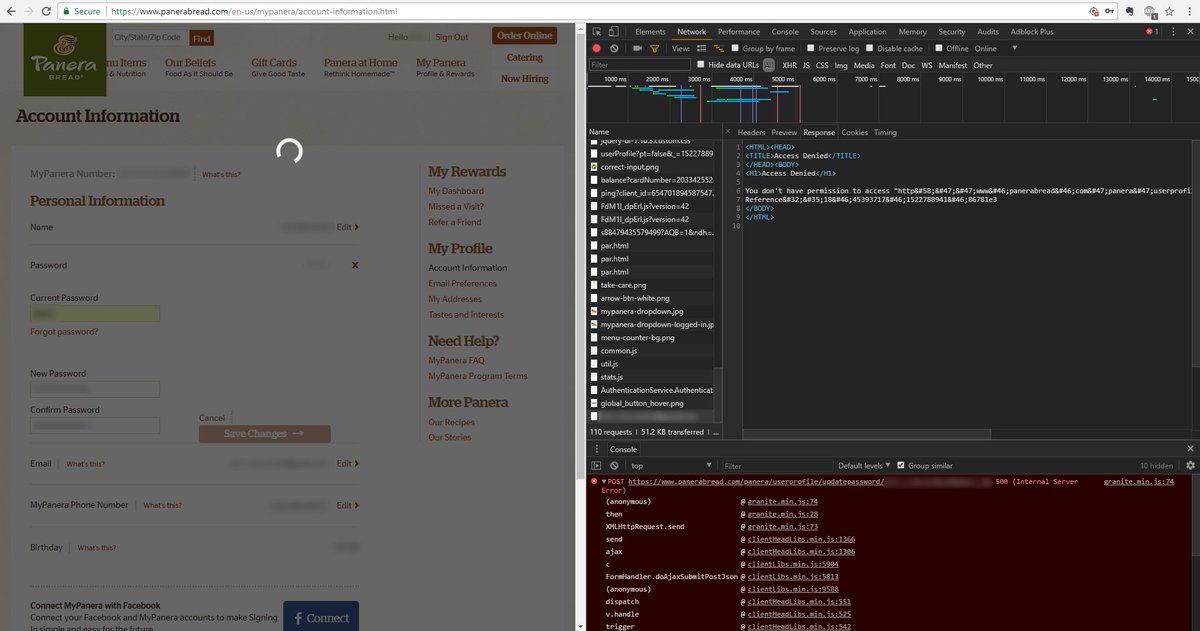 Secure
https://www.panerabread.com/en-us/mypanera/account-information.html
Panera
BREAD
City/State/Zip Code
Find
Hello
Sign Out
Order Online
Catering
Now Hiring
nu Items
& Nutrition
Our Beliefs
Food As It Should Be
Gift Cards
Give Good Taste
Panera at Home
Rethink Homemade™
My Panera
Profile & Rewards
Account Information
MyPanera Number:
What's this?
Personal Information
Name
Edit
Password
x
Current Password
Forgot password?
New Password
Confirm Password
Cancel
Save Changes
Email
What's this?
Edit
MyPanera Phone Number
What's this?
Edit
Birthday
What's this?
Connect MyPanera with Facebook
Connect your Facebook and MyPanera accounts to make Signing
In simple and easy for the future.
f Connect
My Rewards
My Dashboard
Missed a Visit?
Refer a Friend
My Profile
Account Information
Email Preferences
My Addresses
Tastes and Interests
Need Help?
MyPanera FAQ
MyPanera Program Terms
More Panera
Our Recipes
Our Stories
Elements Network Performance Console Sources Application Memory Security Audits Adblock Plus
1
View: Group by frame Preserve log Disable cache Offline Online
Filter Hide data URLs All XHR JS CSS Img Media Font Doc WS Manifest Other
1000 ms 2000 ms 3000 ms 4000 ms 5000 ms 6000 ms 7000 ms 8000 ms 9000 ms 10000 ms 11000 ms 12000 ms 13000 ms 14000 ms
Name
jquery-ui-1.10.3.custom.css
userProfile?pt=false&_=15227889
correct-input.png
balance?cardNumber=203342552
ping?client_id=654701894587547
FdM1I_dpErI.js?version=42
FdM1I_dpErI.js?version=42
s88479435579499?AQB=1&ndh=
par.html
par.html
par.html
take-care.png
arrow-btn-white.png
mypanera-dropdown.jpg
mypanera-dropdown-logged-in.jp
menu-counter-bg.png
common.js
util.js
stats.js
AuthenticationService.Authenticat
global_button_hover.png
110 requests | 51.2 KB transferred | ...
Headers Preview Response Cookies Timing
1 <HTML><HEAD>
2 <TITLE>Access Denied</TITLE>
3 </HEAD><BODY>
4 <H1>Access Denied</H1>
5
6 You don't have permission to access "http&#58;&#47;&#47;www&#46;panerabread&#46;com&#47;panera&#47;userprofi
7 Reference&#32;&#35;18&#46;45393717&#46;1522788941&#46;86781e3
8 </BODY>
9 </HTML>
10
Console
top Filter Default levels Group similar 10 hidden
POST https://www.panerabread.com/panera/userprofile/updatepassword/ 500 (Internal Server granite.min.js:74
Error)
(anonymous) @ granite.min.js:74
then @ granite.min.js:28
XMLHttpRequest.send @ granite.min.js:73
send @ clientHeadLibs.min.js:1366
ajax @ clientHeadLibs.min.js:1306
c @ clientLibs.min.js:5904
FormHandler.doAjaxSubmitPostJson @ clientLibs.min.js:5813
(anonymous) @ clientLibs.min.js:9588
dispatch @ clientHeadLibs.min.js:551
v.handle @ clientHeadLibs.min.js:525
trigger @ clientHeadLibs.min.js:542